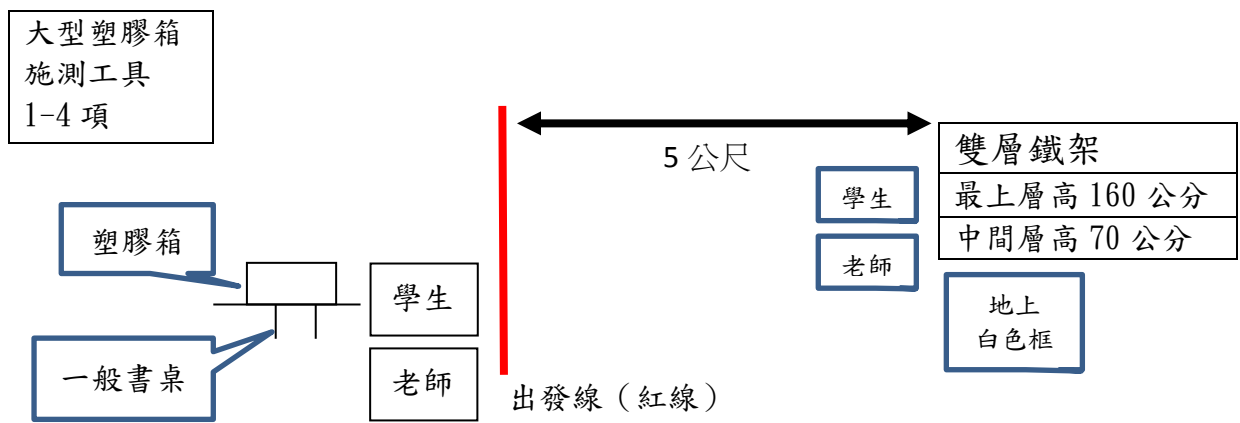 大型塑膠箱
施測工具
1-4 項
5 公尺
雙層鐵架
最上層高 160 公分
中間層高 70 公分
學生
老師
地上
白色框
塑膠箱
一般書桌
學生
老師
出發線（紅線）